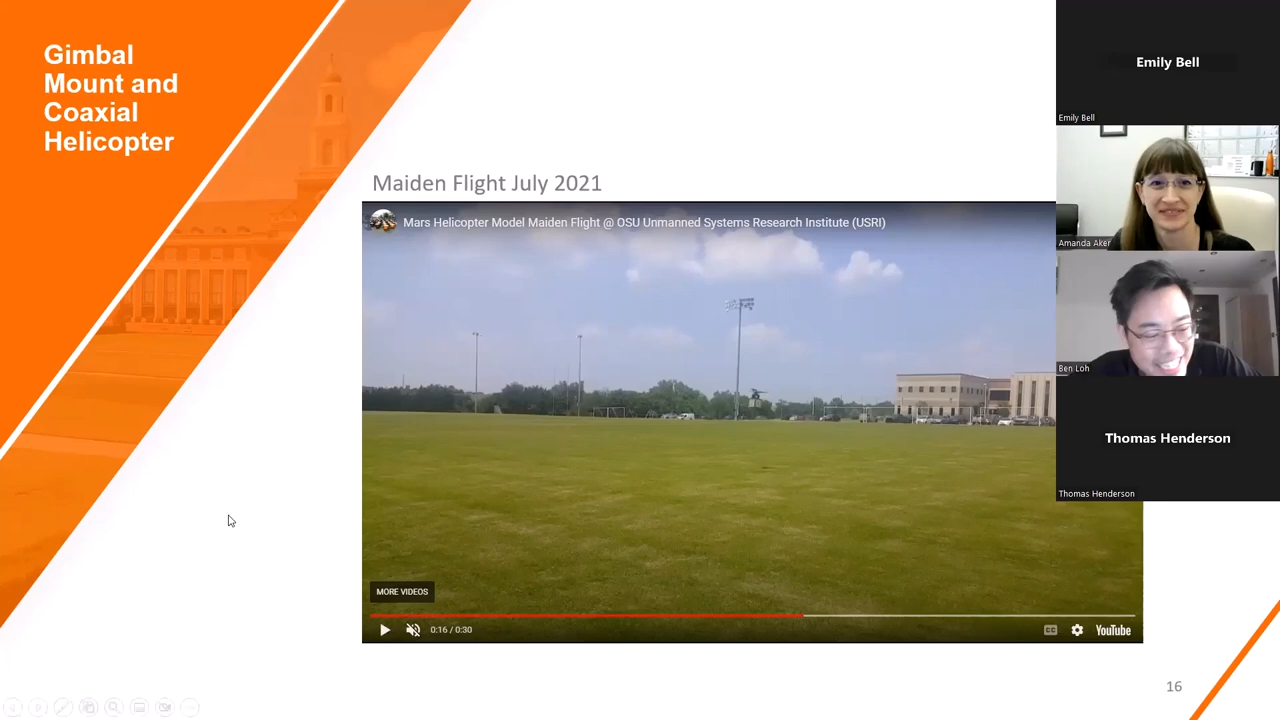 Gimbal
Mount and
Coaxial
Helicopter
Maiden Flight July 2021
Mars Helicopter Model Maiden Flight @ OSU Unmanned Systems Research Institute (USRI)
MORE VIDEOS
0:16 / 0:30
CC
YouTube
16
Emily Bell
Emily Bell
Amanda Aker
Ben Loh
Thomas Henderson
Thomas Henderson